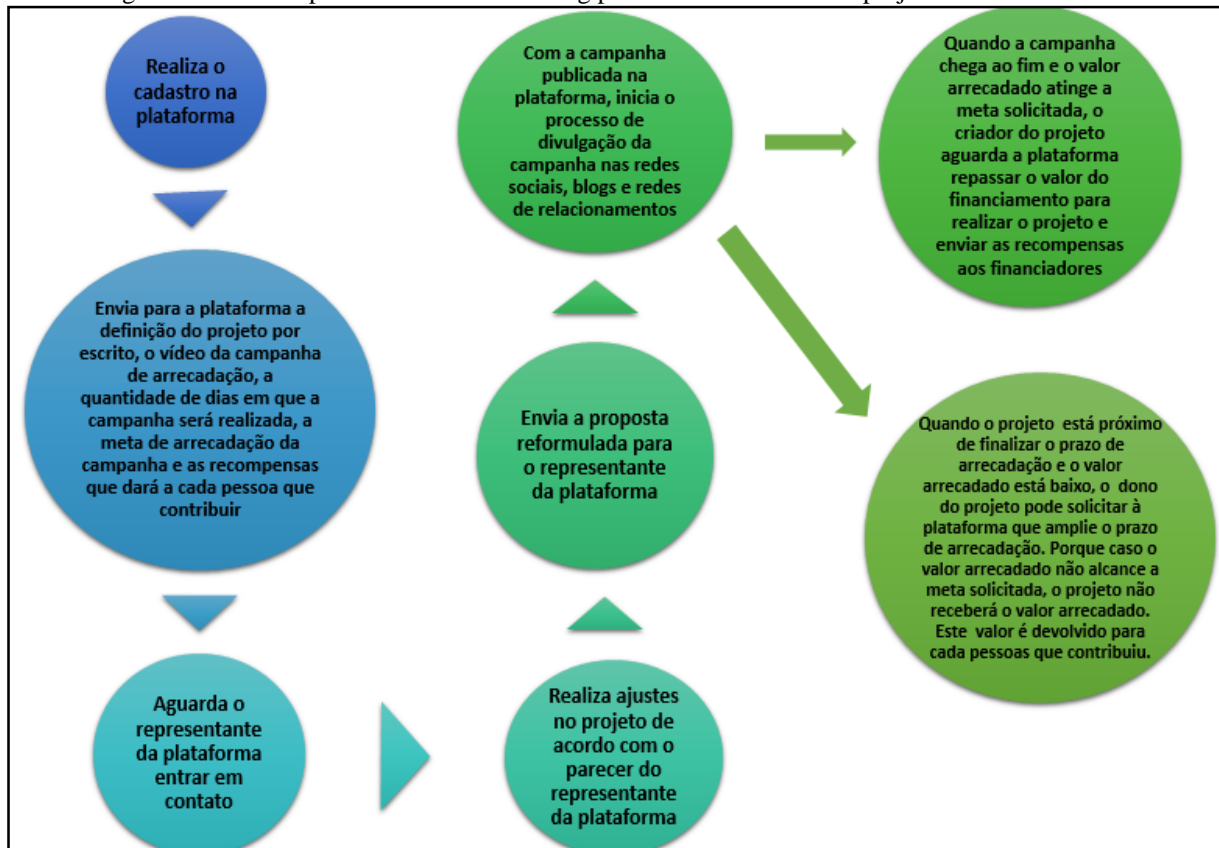 Realiza o
cadastro na
plataforma
Envia para a plataforma a
definição do projeto por
escrito, o vídeo da campanha
de arrecadação, a
quantidade de dias em que a
campanha será realizada, a
meta de arrecadação da
campanha e as recompensas
que dará a cada pessoa que
contribuir
Aguarda o
representante
da plataforma
entrar em
contato
Realiza ajustes
no projeto de
acordo com o
parecer do
representante
da plataforma
Envia a proposta
reformulada para
o representante
da plataforma
Com a campanha
publicada na
plataforma, inicia o
processo de
divulgação da
campanha nas redes
sociais, blogs e redes
de relacionamentos
Quando a campanha
chega ao fim e o valor
arrecadado atinge a
meta solicitada, o
criador do projeto
aguarda a plataforma
repassar o valor do
financiamento para
realizar o projeto e
enviar as recompensas
aos financiadores
Quando o projeto está próximo
de finalizar o prazo de
arrecadação e o valor
arrecadado está baixo, o dono
do projeto pode solicitar à
plataforma que amplie o prazo
de arrecadação. Porque caso o
valor arrecadado não alcance a
meta solicitada, o projeto não
receberá o valor arrecadado.
Este valor é devolvido para
cada pessoas que contribuiu.